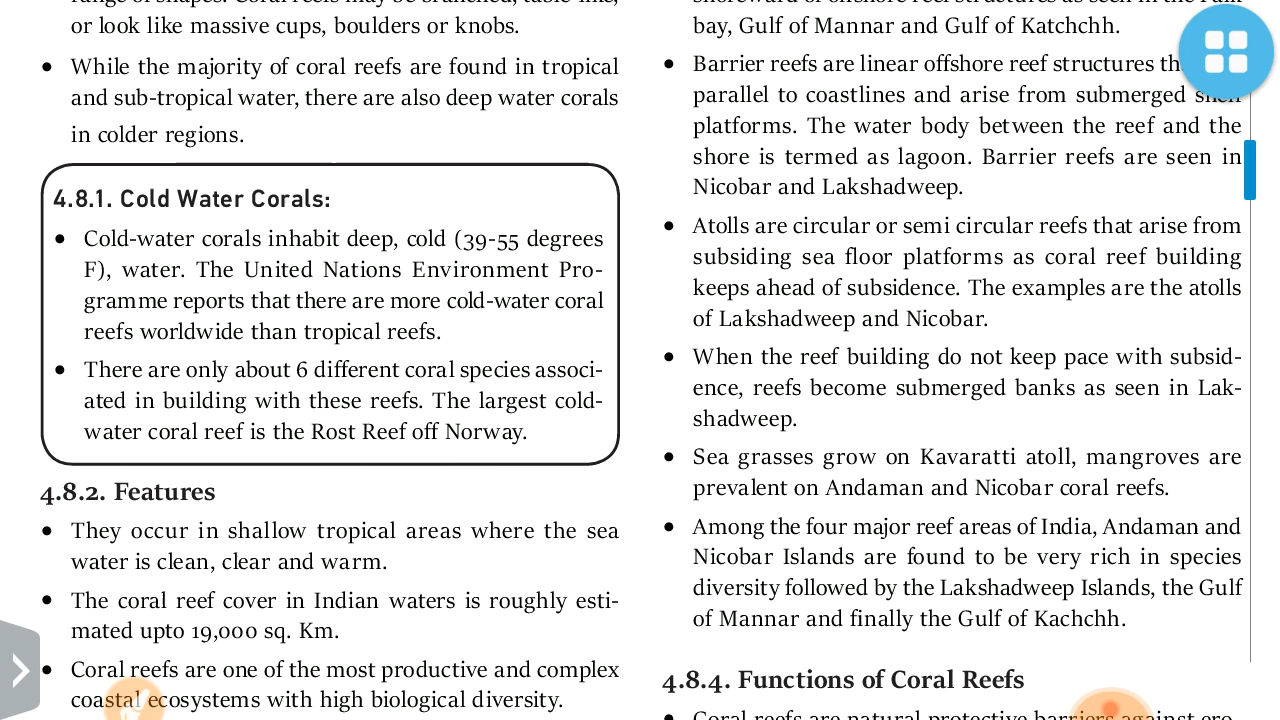 or look like massive cups, boulders or knobs.
● While the majority of coral reefs are found in tropical
and sub-tropical water, there are also deep water corals
in colder regions.
4.8.1. Cold Water Corals:
● Cold-water corals inhabit deep, cold (39-55 degrees
F), water. The United Nations Environment Pro-
gramme reports that there are more cold-water coral
reefs worldwide than tropical reefs.
● There are only about 6 different coral species associ-
ated in building with these reefs. The largest cold-
water coral reef is the Rost Reef off Norway.
4.8.2. Features
● They occur in shallow tropical areas where the sea
water is clean, clear and warm.
● The coral reef cover in Indian waters is roughly esti-
mated upto 19,000 sq. Km.
● Coral reefs are one of the most productive and complex
coastal ecosystems with high biological diversity.
bay, Gulf of Mannar and Gulf of Katchchh.
● Barrier reefs are linear offshore reef structures
parallel to coastlines and arise from submerged
platforms. The water body between the reef and the
shore is termed as lagoon. Barrier reefs are seen in
Nicobar and Lakshadweep.
● Atolls are circular or semi circular reefs that arise from
subsiding sea floor platforms as coral reef building
keeps ahead of subsidence. The examples are the atolls
of Lakshadweep and Nicobar.
● When the reef building do not keep pace with subsid-
ence, reefs become submerged banks as seen in Lak-
shadweep.
● Sea grasses grow on Kavaratti atoll, mangroves are
prevalent on Andaman and Nicobar coral reefs.
● Among the four major reef areas of India, Andaman and
Nicobar Islands are found to be very rich in species
diversity followed by the Lakshadweep Islands, the Gulf
of Mannar and finally the Gulf of Kachchh.
4.8.4. Functions of Coral Reefs
● Coral reefs are natural protective barriers against